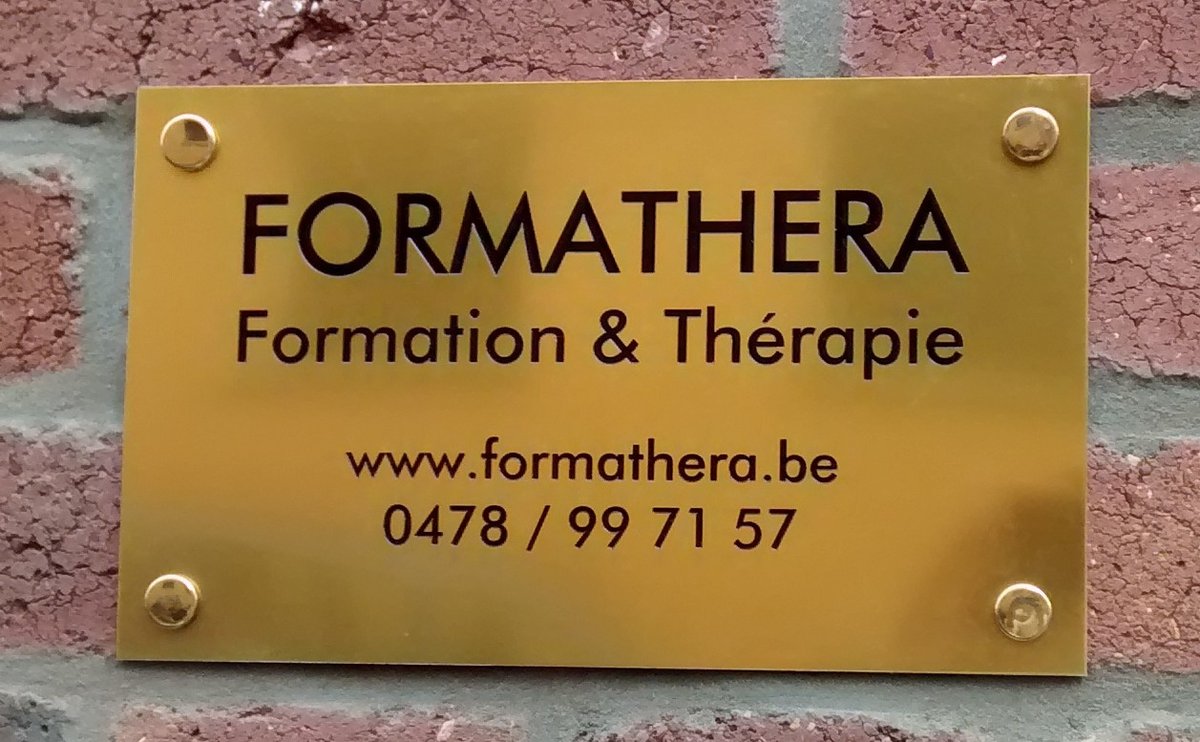 FORMATHERA
Formation & Thérapie
www.formathera.be
0478 / 99 71 57